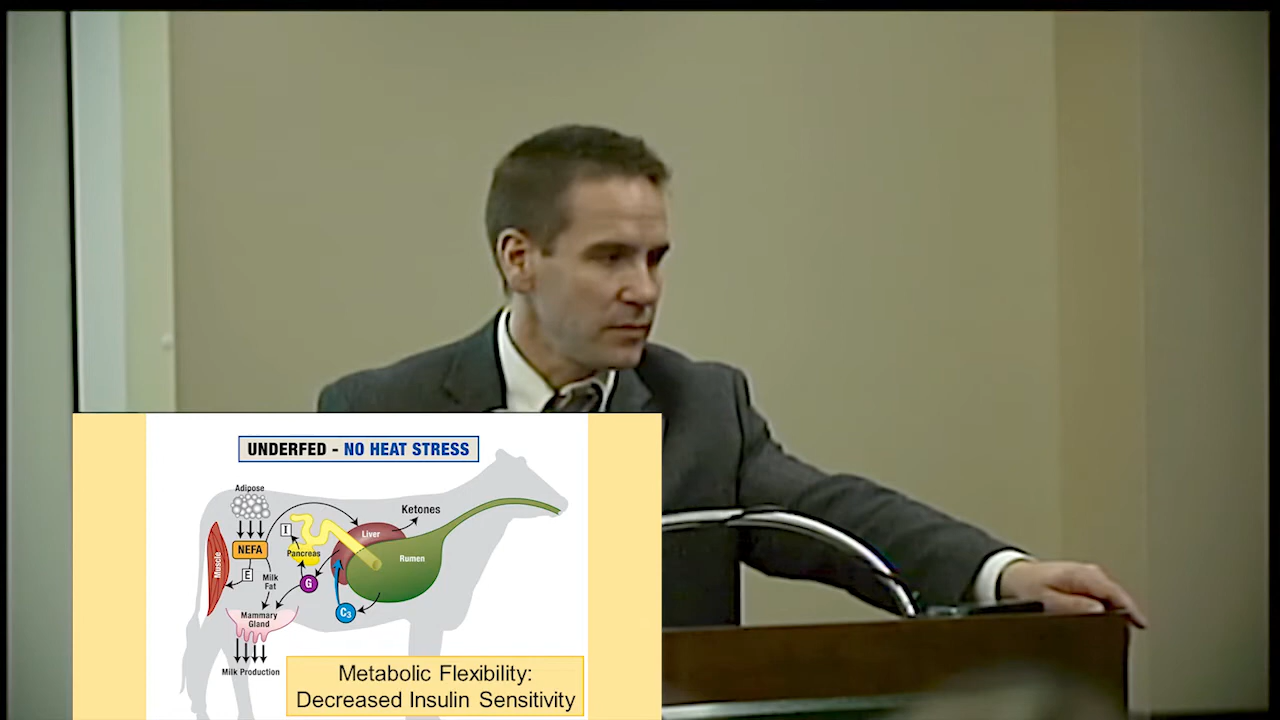 UNDERFED - NO HEAT STRESS
Adipose
Ketones
I
Liver
NEFA
Pancreas
Rumen
Muscle
E
Milk
Fat
G
C3
Mammary
Gland
Milk Production
Metabolic Flexibility:
Decreased Insulin Sensitivity